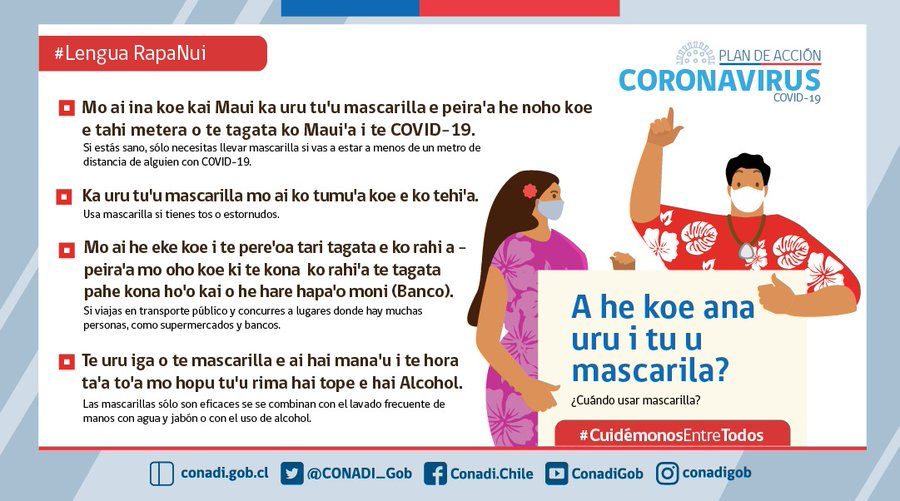 #Lengua RapaNui
PLAN DE ACCIÓN
CORONAVIRUS
COVID-19
Mo ai ina koe kai Maui ka uru tu'u mascarilla e peira'a he noho koe
e tahi metera o te tagata ko Maui'a i te COVID-19.
Si estás sano, sólo necesitas llevar mascarilla si vas a estar a menos de un metro de
distancia de alguien con COVID-19.
Ka uru tu'u mascarilla mo ai ko tumu'a koe e ko tehi'a.
Usa mascarilla si tienes tos o estornudos.
Mo ai he eke koe i te pere'oa tari tagata e ko rahi a -
peira'a mo oho koe ki te kona ko rahi'a te tagata
pahe kona ho'o kai o he hare hapa'o moni (Banco).
Si viajas en transporte público y concurres a lugares donde hay muchas
personas, como supermercados y bancos.
Te uru iga o te mascarilla e ai hai mana'u i te hora
ta'a to'a mo hopu tu'u rima hai tope e hai Alcohol.
Las mascarillas sólo son eficaces se se combinan con el lavado frecuente de
manos con agua y jabón o con el uso de alcohol.
A he koe ana
uru i tu u
mascarila?
¿Cuándo usar mascarilla?
#CuidémonosEntreTodos
conadi.gob.cl
@CONADI_Gob
Conadi.Chile
ConadiGob
conadigob